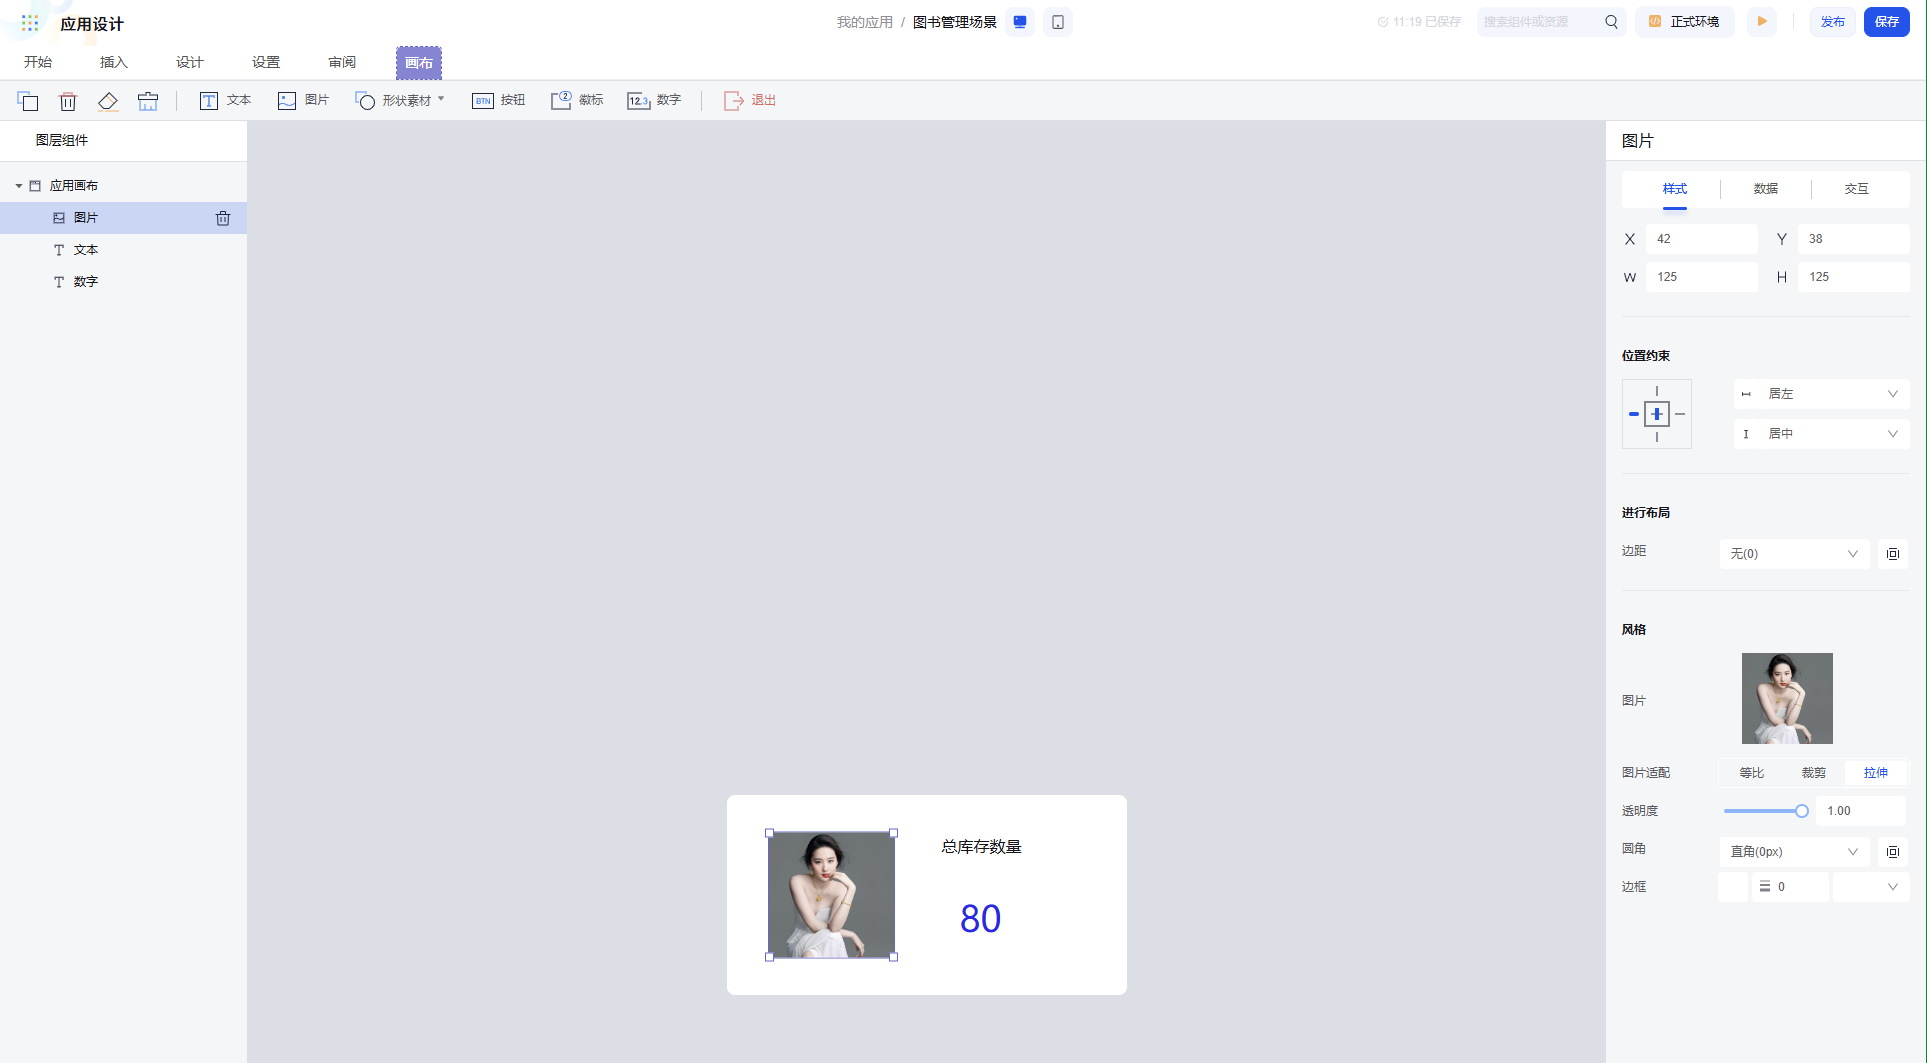 应用设计
我的应用 / 图书管理场景
11:19 已保存
搜索组件或资源
正式环境
发布
保存
开始 插入 设计 设置 审阅 画布
文本 图片 形状素材 BTN 按钮 2 徽标 12.3 数字 退出
图层组件
应用画布
图片
文本
数字
总库存数量
80
图片
样式 数据 交互
X 42 Y 38
W 125 H 125
位置约束
居左
居中
进行布局
边距 无(0)
风格
图片
图片适配 等比 裁剪 拉伸
透明度 1.00
圆角 直角(0px)
边框 0